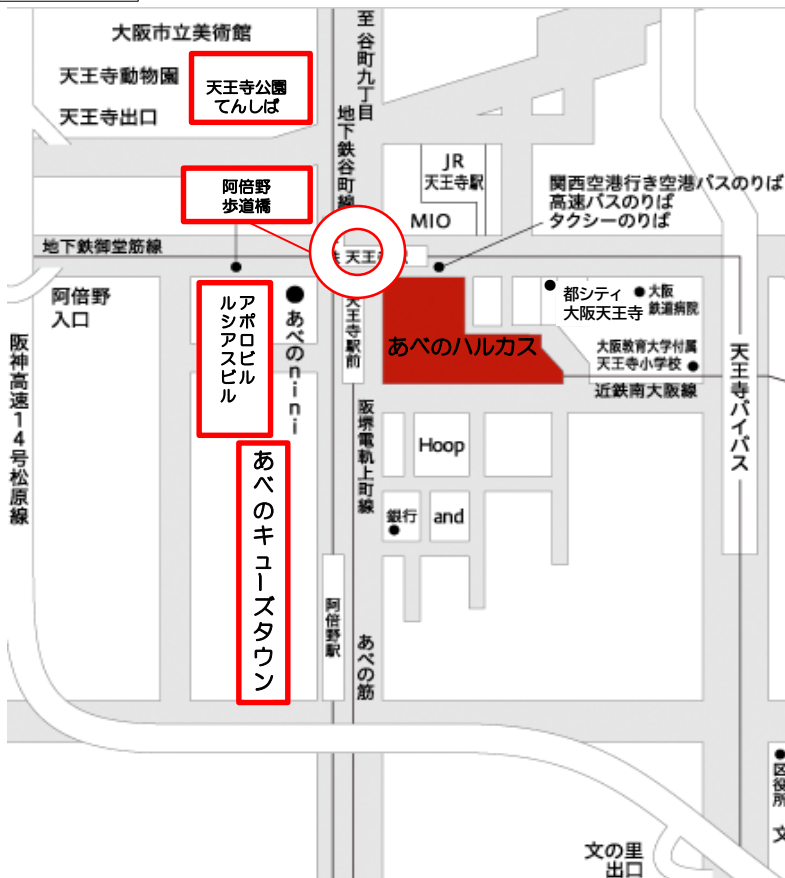 大阪市立美術館
天王寺動物園
天王寺公園
てんしば
天王寺出口
至 谷町九丁目
地下鉄谷町線
JR
天王寺駅
MIO
関西空港行き空港バスのりば
高速バスのりば
タクシーのりば
阿倍野
歩道橋
地下鉄御堂筋線
天王
阿倍野
入口
アポロビル
ルシアスビル
あべのnini
天王寺駅前
あべのハルカス
都シティ
大阪天王寺
大阪
鉄道病院
大阪教育大学付属
天王寺小学校
近鉄南大阪線
天王寺バイパス
阪神高速14号松原線
阪堺電軌上町線
Hoop
銀行
and
あべのキューズタウン
阿倍野駅
あべの筋
区役所
文の里
出口